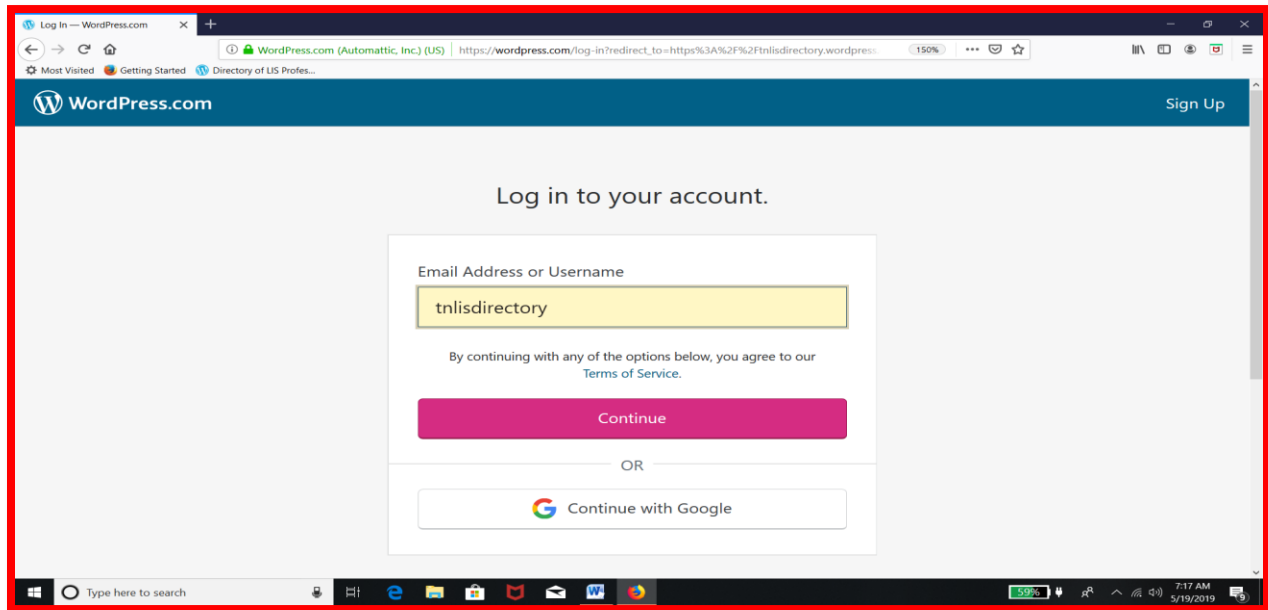 Log In — WordPress.com
WordPress.com (Automattic, Inc.) (US) https://wordpress.com/log-in?redirect_to=https%3A%2F%2Ftnlisdirectory.wordpress. 150%
Most Visited Getting Started Directory of LIS Profes...
WordPress.com Sign Up
Log in to your account.
Email Address or Username
tnlisdirectory
By continuing with any of the options below, you agree to our
Terms of Service.
Continue
OR
Continue with Google
Type here to search 59% 7:17 AM
5/19/2019